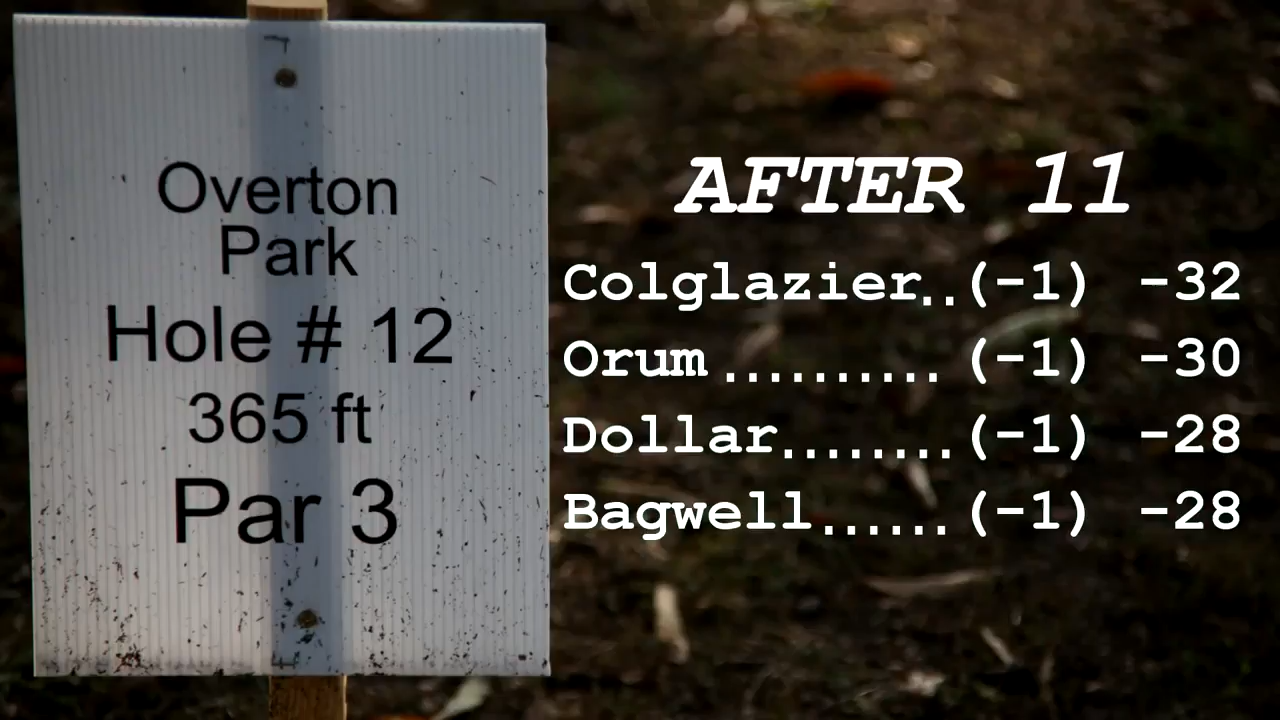 Overton
Park
Hole # 12
365 ft
Par 3
AFTER 11
Colglazier..(-1) -32
Orum .......... (-1) -30
Dollar........ (-1) -28
Bagwell...... (-1) -28